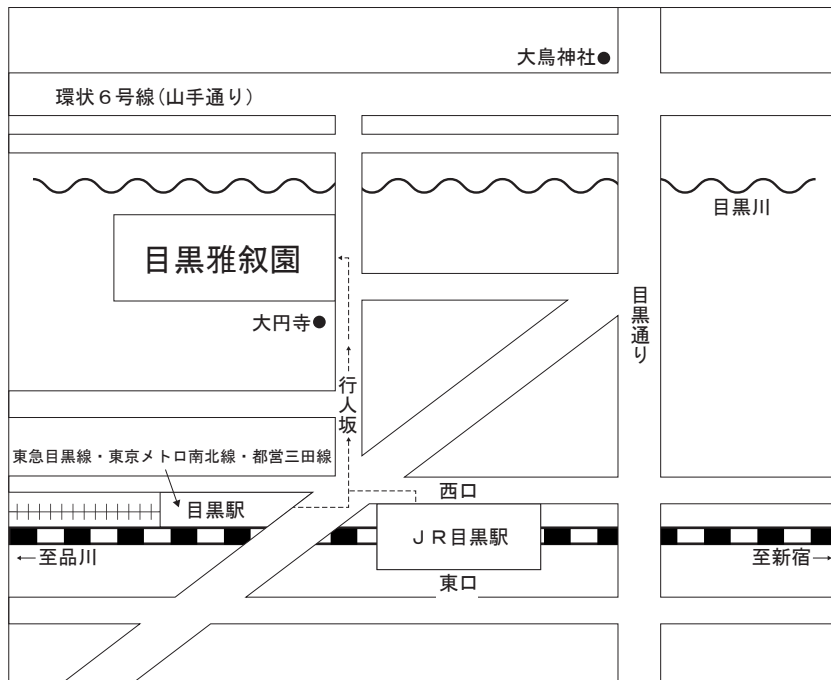 大鳥神社
環状6号線(山手通り)
目黒川
目黒雅叙園
目黒通り
大円寺
行人坂
東急目黒線・東京メトロ南北線・都営三田線
西口
目黒駅
JR目黒駅
←至品川
至新宿→
東口